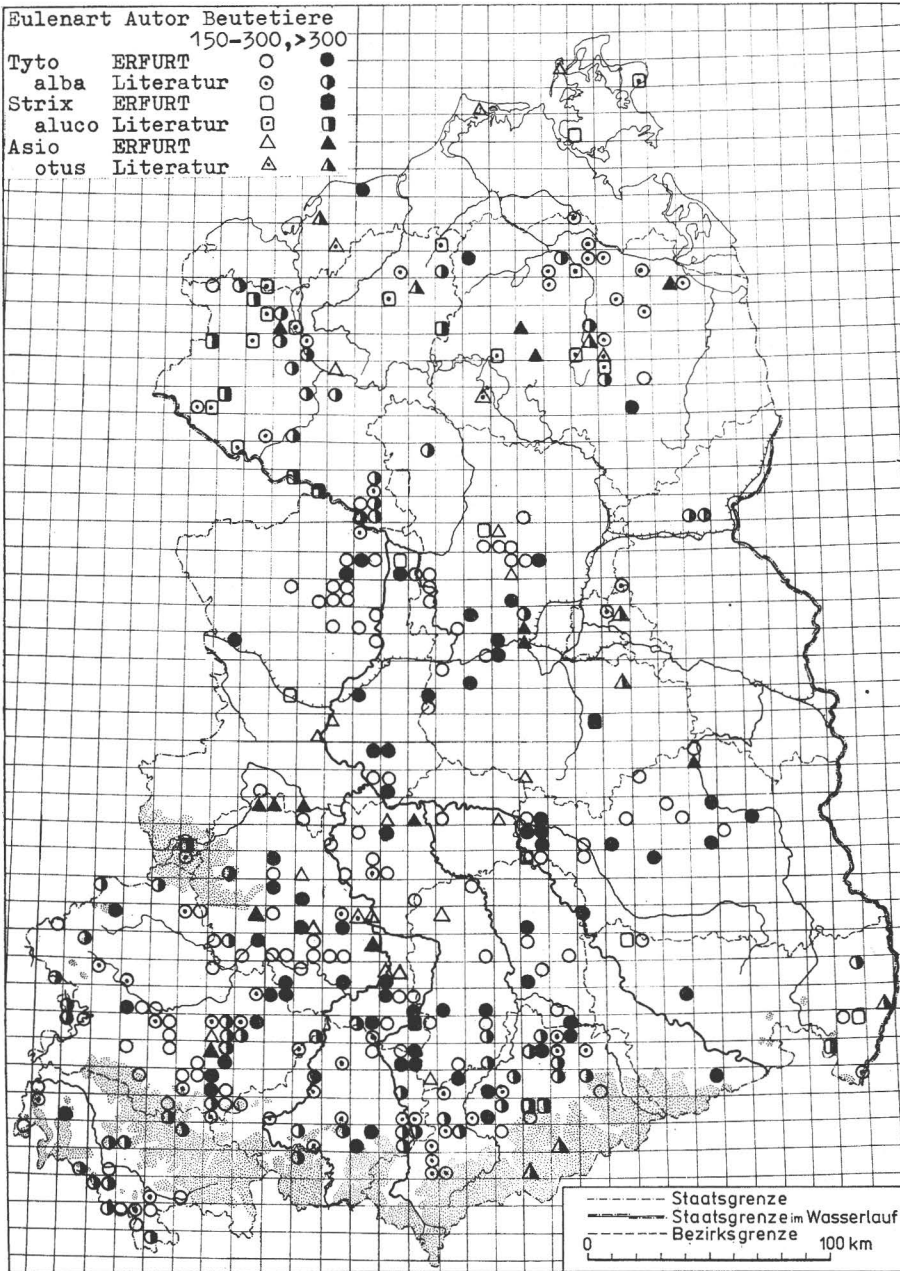 Eulenart Autor Beutetiere
150-300, >300
Tyto ERFURT ○ ●
alba Literatur ☉ ◑
Strix ERFURT □ ■
aluco Literatur ⊡ ◨
Asio ERFURT △ ▲
otus Literatur ◬ ◮
Staatsgrenze
Staatsgrenze im Wasserlauf
Bezirksgrenze
0 100 km